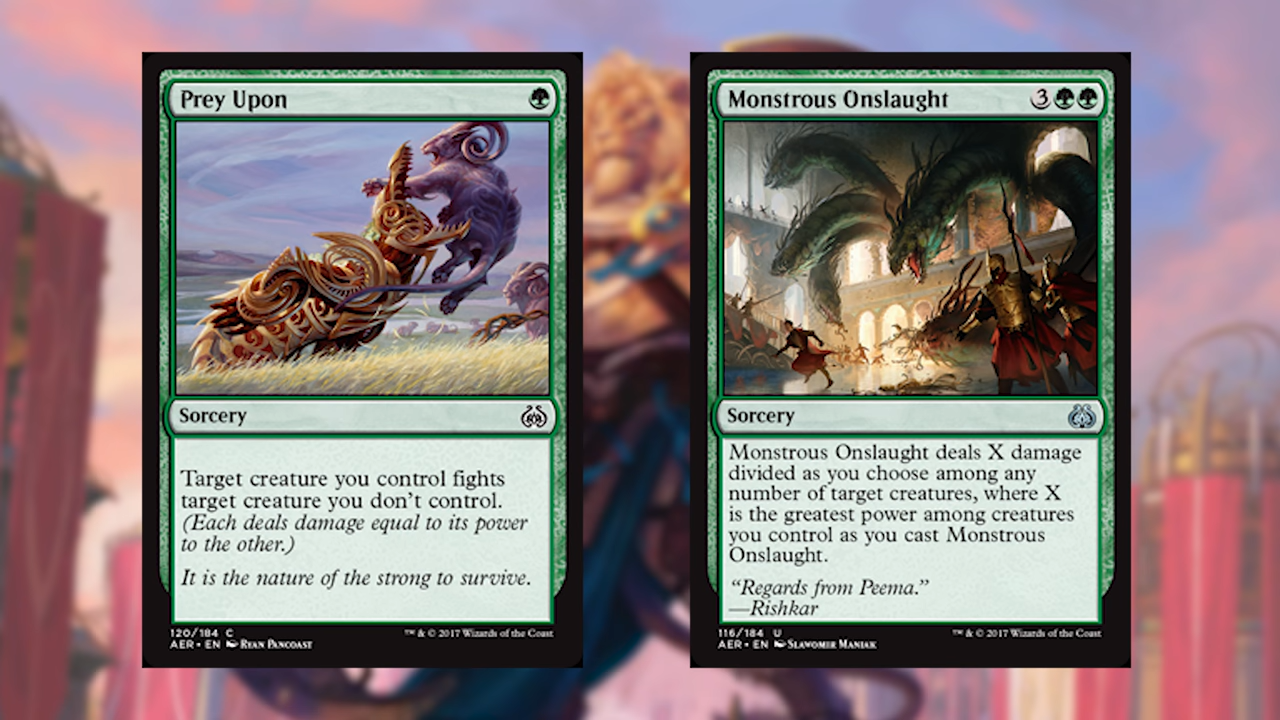 Prey Upon
Sorcery
Target creature you control fights
target creature you don't control.
(Each deals damage equal to its power
to the other.)
It is the nature of the strong to survive.
120/184 C
AER • EN Ryan Pancoast
™ & © 2017 Wizards of the Coast
Monstrous Onslaught
3
Sorcery
Monstrous Onslaught deals X damage
divided as you choose among any
number of target creatures, where X
is the greatest power among creatures
you control as you cast Monstrous
Onslaught.
“Regards from Peema.”
—Rishkar
116/184 U
AER • EN Slawomir Maniak
™ & © 2017 Wizards of the Coast